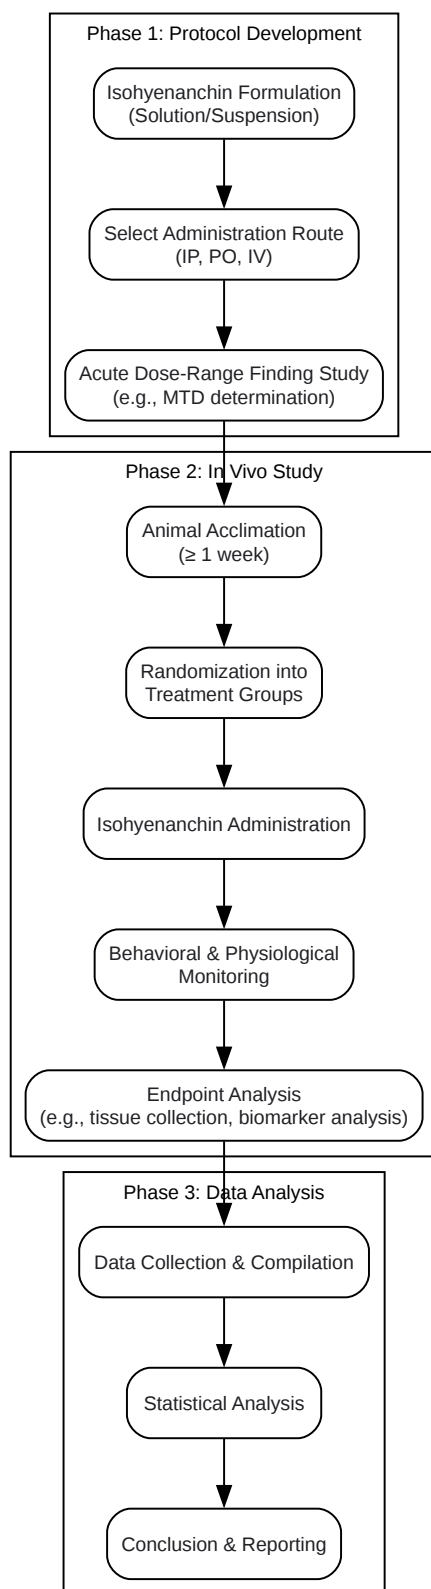 Phase 1: Protocol Development
Isohyenanchin Formulation
(Solution/Suspension)
Select Administration Route
(IP, PO, IV)
Acute Dose-Range Finding Study
(e.g., MTD determination)
Phase 2: In Vivo Study
Animal Acclimation
(≥ 1 week)
Randomization into
Treatment Groups
Isohyenanchin Administration
Behavioral & Physiological
Monitoring
Endpoint Analysis
(e.g., tissue collection, biomarker analysis)
Phase 3: Data Analysis
Data Collection & Compilation
Statistical Analysis
Conclusion & Reporting